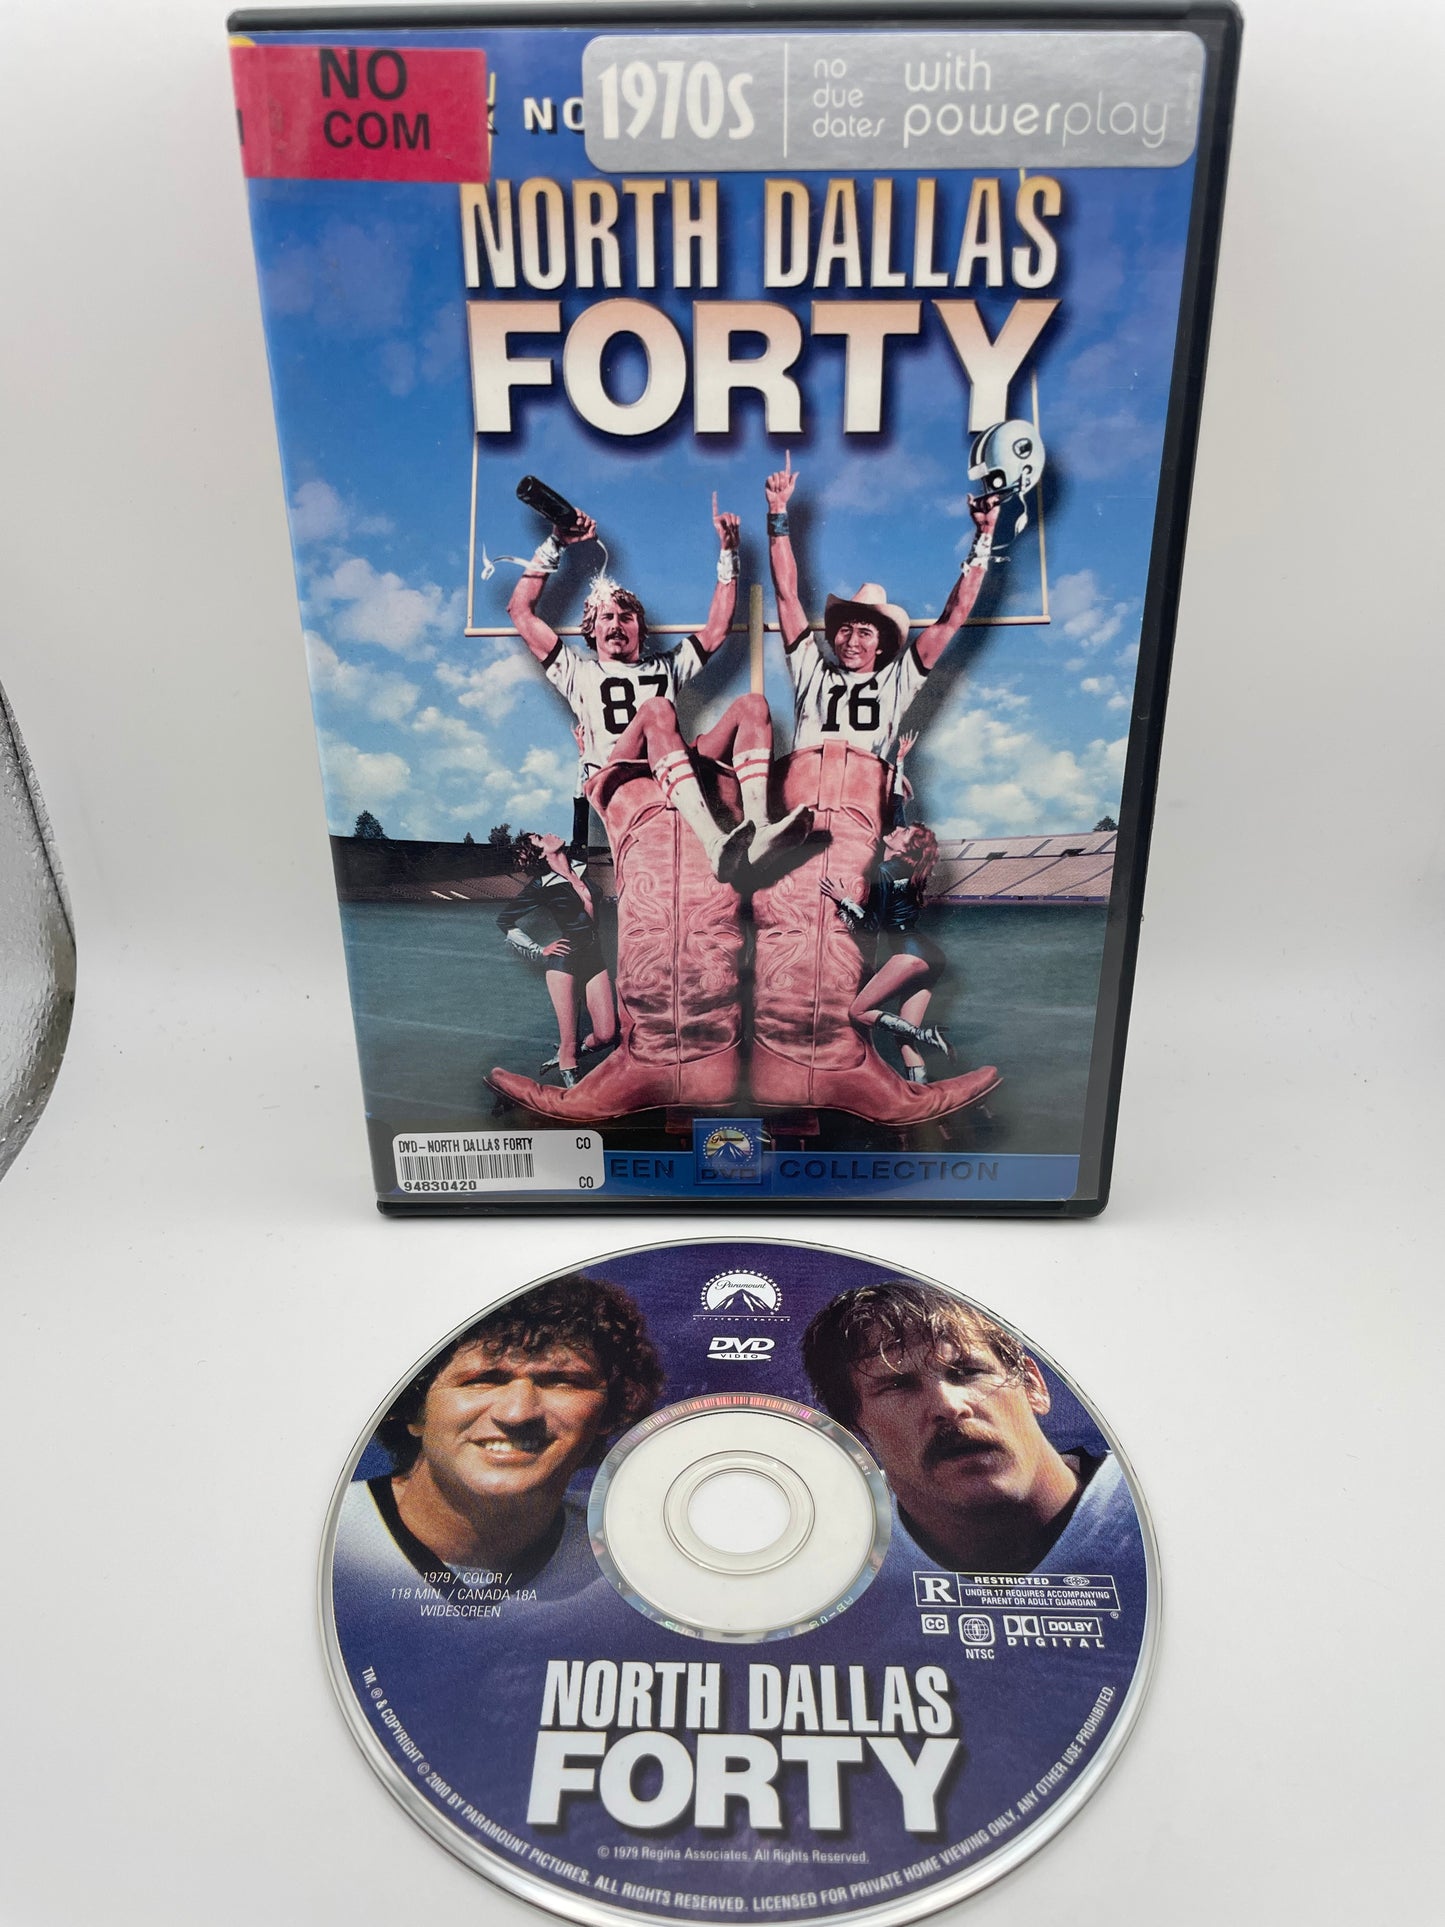 NO
COM
NO
1970s
no
due
dates
with
powerplay
NORTH DALLAS
FORTY
87
16
DVD-NORTH DALLAS FORTY CO
94830420 CO
EEN DVD COLLECTION
Paramount
Paramount
DVD
VIDEO
1979 / COLOR /
118 MIN. / CANADA-18A
WIDESCREEN
R RESTRICTED
UNDER 17 REQUIRES ACCOMPANYING
PARENT OR ADULT GUARDIAN
®
CC 1 DOLBY
DIGITAL
NTSC
NORTH DALLAS
FORTY
© 1979 Regina Associates. All Rights Reserved.
TM, ® & COPYRIGHT © 2000 BY PARAMOUNT PICTURES. ALL RIGHTS RESERVED. LICENSED FOR PRIVATE HOME VIEWING ONLY, ANY OTHER USE PROHIBITED.